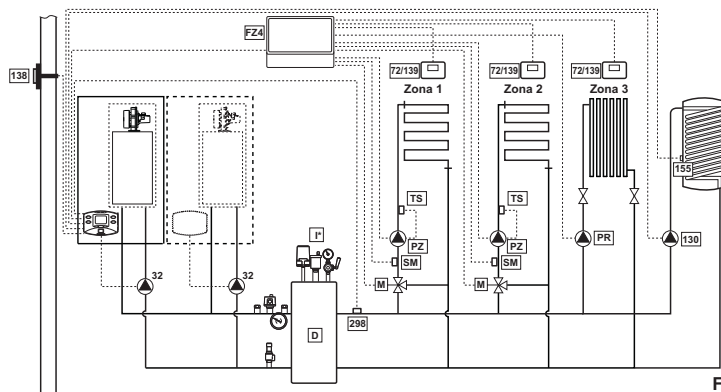 FZ4
138
72/139
72/139
72/139
Zona 1
Zona 2
Zona 3
155
TS
TS
I*
PZ
PZ
PR
130
SM
SM
32
32
M
M
298
D
F